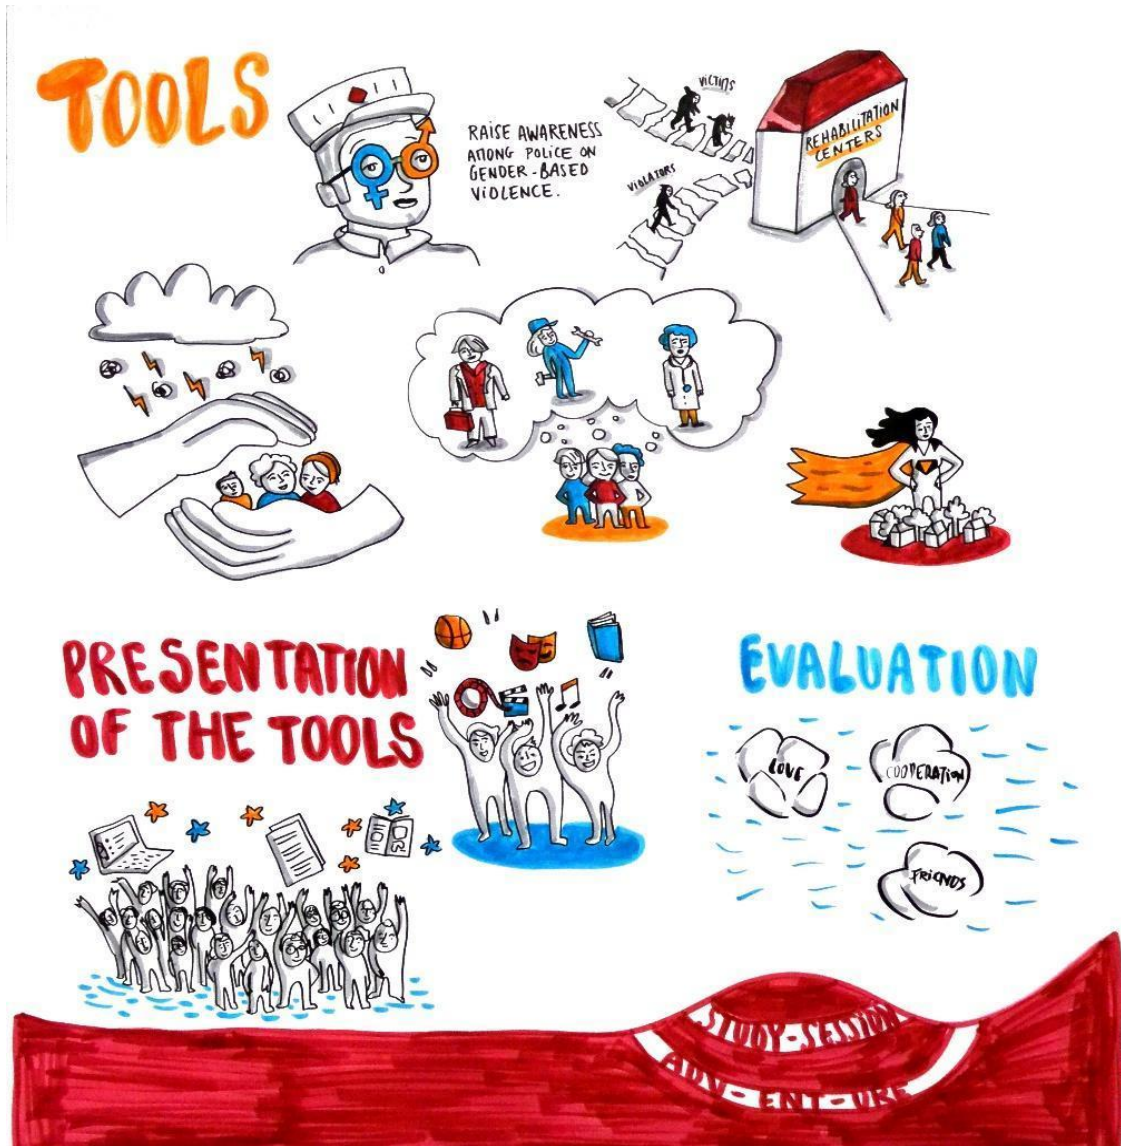 TOOLS
RAISE AWARENESS
AMONG POLICE ON
GENDER-BASED
VIOLENCE.
VICTIMS
VIOLATORS
REHABILITATION
CENTERS
PRESENTATION
OF THE TOOLS
EVALUATION
LOVE
COOPERATION
FRIENDS
STUDY-SESSION
ADV-ENT-URE